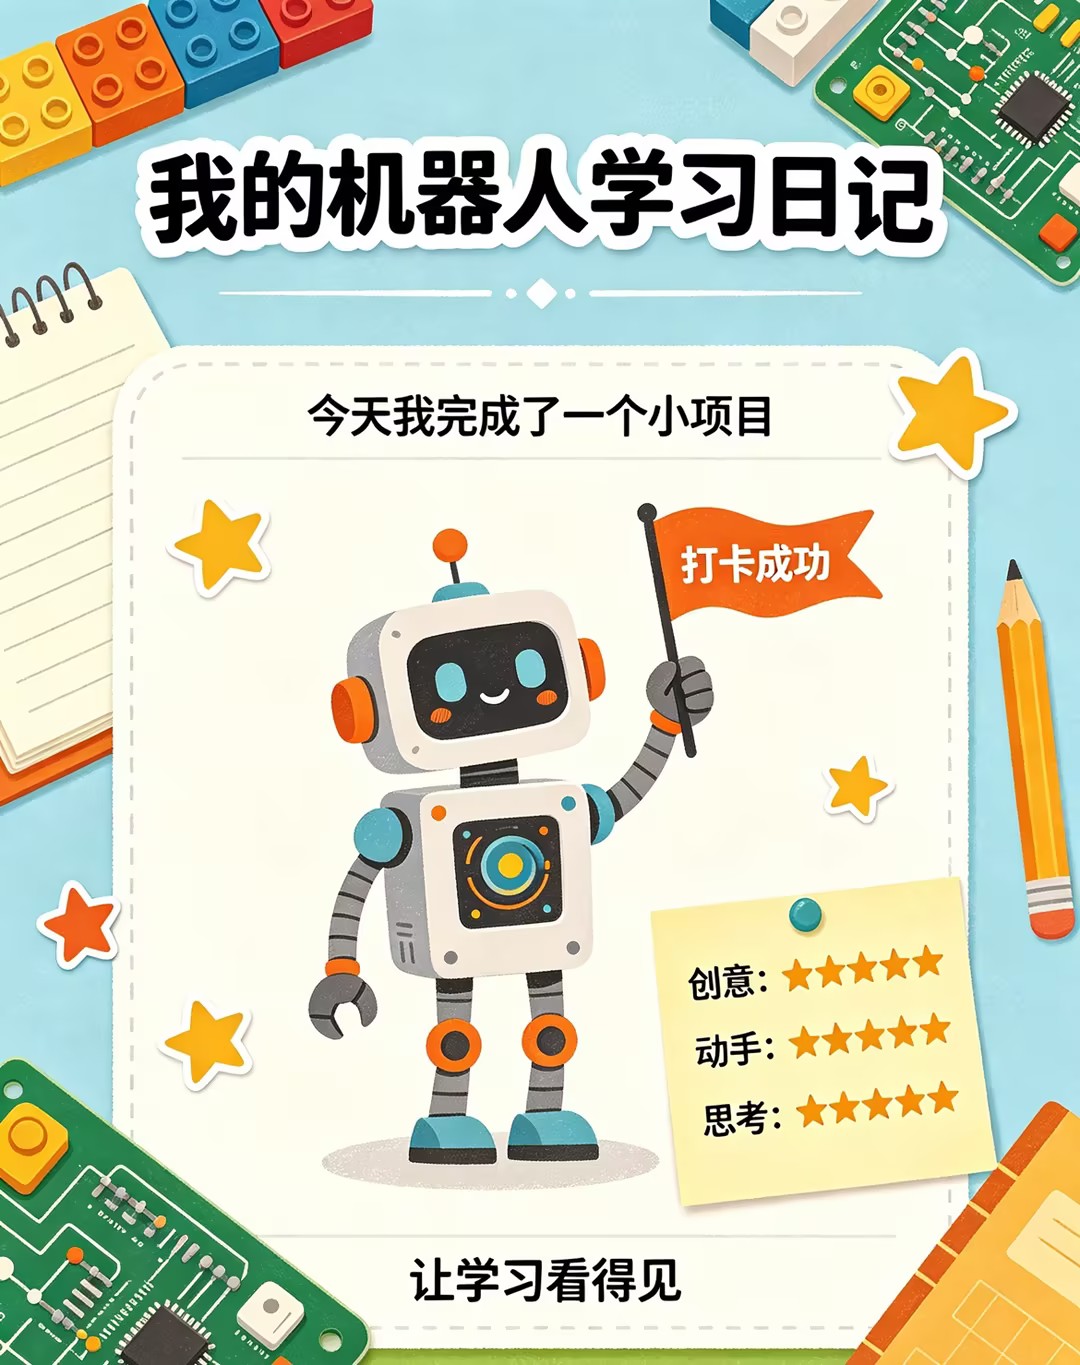 我的机器人学习日记
今天我完成了一个小项目
打卡成功
创意：★★★★★
动手：★★★★★
思考：★★★★★
让学习看得见